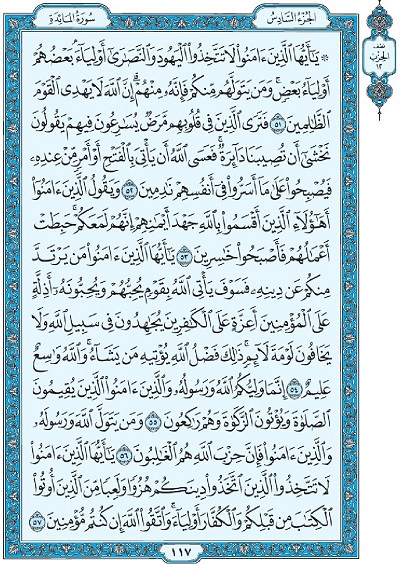 سورة المائدة
الجزء السادس
نصف
الحزب
١٢
۞ يَٰٓأَيُّهَا ٱلَّذِينَ ءَامَنُوا۟ لَا تَتَّخِذُوا۟ ٱلْيَهُودَ وَٱلنَّصَٰرَىٰٓ أَوْلِيَآءَ ۘ بَعْضُهُمْ
أَوْلِيَآءُ بَعْضٍ ۚ وَمَن يَتَوَلَّهُم مِّنكُمْ فَإِنَّهُۥ مِنْهُمْ ۗ إِنَّ ٱللَّهَ لَا يَهْدِى ٱلْقَوْمَ
ٱلظَّٰلِمِينَ ٥١ فَتَرَى ٱلَّذِينَ فِى قُلُوبِهِم مَّرَضٌ يُسَٰرِعُونَ فِيهِمْ يَقُولُونَ
نَخْشَىٰٓ أَن تُصِيبَنَا دَآئِرَةٌ ۚ فَعَسَى ٱللَّهُ أَن يَأْتِىَ بِٱلْفَتْحِ أَوْ أَمْرٍ مِّنْ عِندِهِۦ
فَيُصْبِحُوا۟ عَلَىٰ مَآ أَسَرُّوا۟ فِىٓ أَنفُسِهِمْ نَٰدِمِينَ ٥٢ وَيَقُولُ ٱلَّذِينَ ءَامَنُوٓا۟
أَهَٰٓؤُلَآءِ ٱلَّذِينَ أَقْسَمُوا۟ بِٱللَّهِ جَهْدَ أَيْمَٰنِهِمْ ۙ إِنَّهُمْ لَمَعَكُمْ ۚ حَبِطَتْ
أَعْمَٰلُهُمْ فَأَصْبَحُوا۟ خَٰسِرِينَ ٥٣ يَٰٓأَيُّهَا ٱلَّذِينَ ءَامَنُوا۟ مَن يَرْتَدَّ
مِنكُمْ عَن دِينِهِۦ فَسَوْفَ يَأْتِى ٱللَّهُ بِقَوْمٍ يُحِبُّهُمْ وَيُحِبُّونَهُۥٓ أَذِلَّةٍ
عَلَى ٱلْمُؤْمِنِينَ أَعِزَّةٍ عَلَى ٱلْكَٰفِرِينَ يُجَٰهِدُونَ فِى سَبِيلِ ٱللَّهِ وَلَا
يَخَافُونَ لَوْمَةَ لَآئِمٍ ۚ ذَٰلِكَ فَضْلُ ٱللَّهِ يُؤْتِيهِ مَن يَشَآءُ ۚ وَٱللَّهُ وَٰسِعٌ
عَلِيمٌ ٥٤ إِنَّمَا وَلِيُّكُمُ ٱللَّهُ وَرَسُولُهُۥ وَٱلَّذِينَ ءَامَنُوا۟ ٱلَّذِينَ يُقِيمُونَ
ٱلصَّلَوٰةَ وَيُؤْتُونَ ٱلزَّكَوٰةَ وَهُمْ رَٰكِعُونَ ٥٥ وَمَن يَتَوَلَّ ٱللَّهَ وَرَسُولَهُۥ
وَٱلَّذِينَ ءَامَنُوا۟ فَإِنَّ حِزْبَ ٱللَّهِ هُمُ ٱلْغَٰلِبُونَ ٥٦ يَٰٓأَيُّهَا ٱلَّذِينَ ءَامَنُوا۟
لَا تَتَّخِذُوا۟ ٱلَّذِينَ ٱتَّخَذُوا۟ دِينَكُمْ هُزُوًا وَلَعِبًا مِّنَ ٱلَّذِينَ أُوتُوا۟
ٱلْكِتَٰبَ مِن قَبْلِكُمْ وَٱلْكُفَّارَ أَوْلِيَآءَ ۚ وَٱتَّقُوا۟ ٱللَّهَ إِن كُنتُم مُّؤْمِنِينَ ٥٧
١١٧